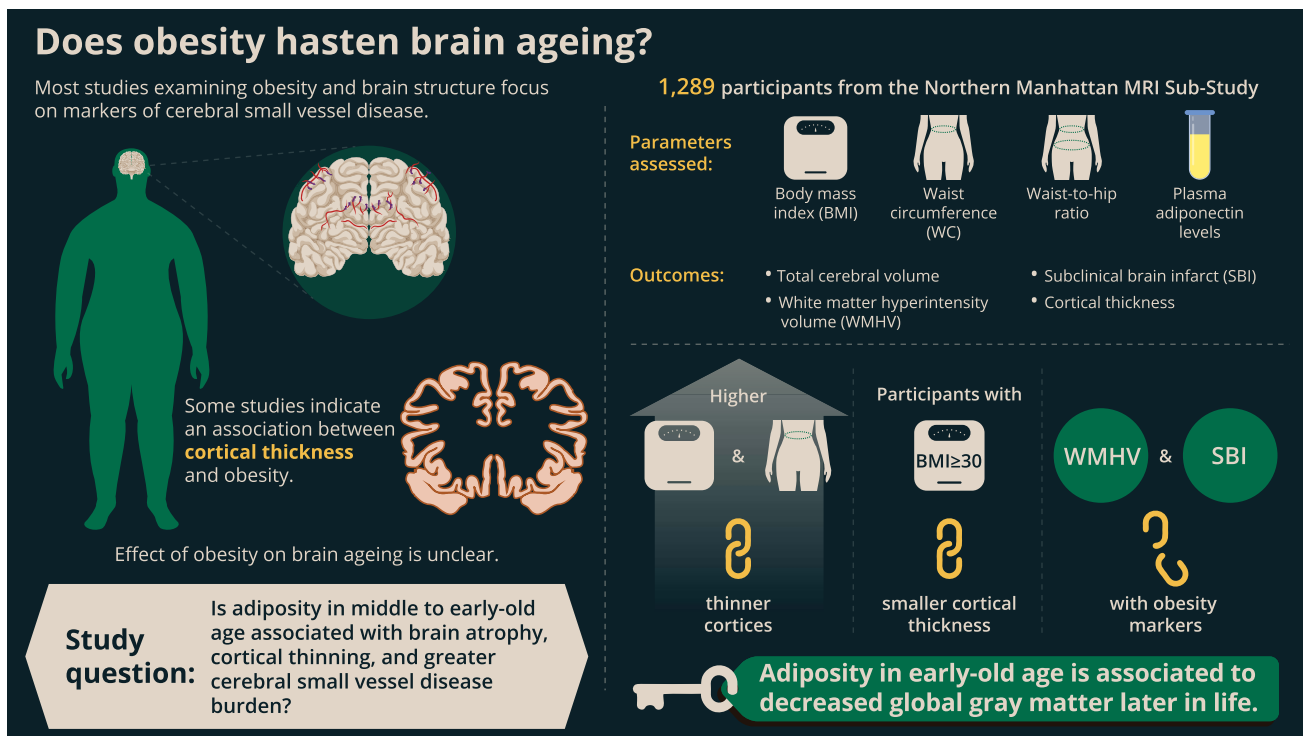 Does obesity hasten brain ageing?
Most studies examining obesity and brain structure focus
on markers of cerebral small vessel disease.
Some studies indicate
an association between
cortical thickness
and obesity.
Effect of obesity on brain ageing is unclear.
Study
question:
Is adiposity in middle to early-old
age associated with brain atrophy,
cortical thinning, and greater
cerebral small vessel disease
burden?
1,289 participants from the Northern Manhattan MRI Sub-Study
Parameters
assessed:
Body mass
index (BMI)
Waist
circumference
(WC)
Waist-to-hip
ratio
Plasma
adiponectin
levels
Outcomes:
• Total cerebral volume
• White matter hyperintensity
volume (WMHV)
• Subclinical brain infarct (SBI)
• Cortical thickness
Higher
&
thinner
cortices
Participants with
BMI≥30
smaller cortical
thickness
WMHV & SBI
with obesity
markers
Adiposity in early-old age is associated to
decreased global gray matter later in life.